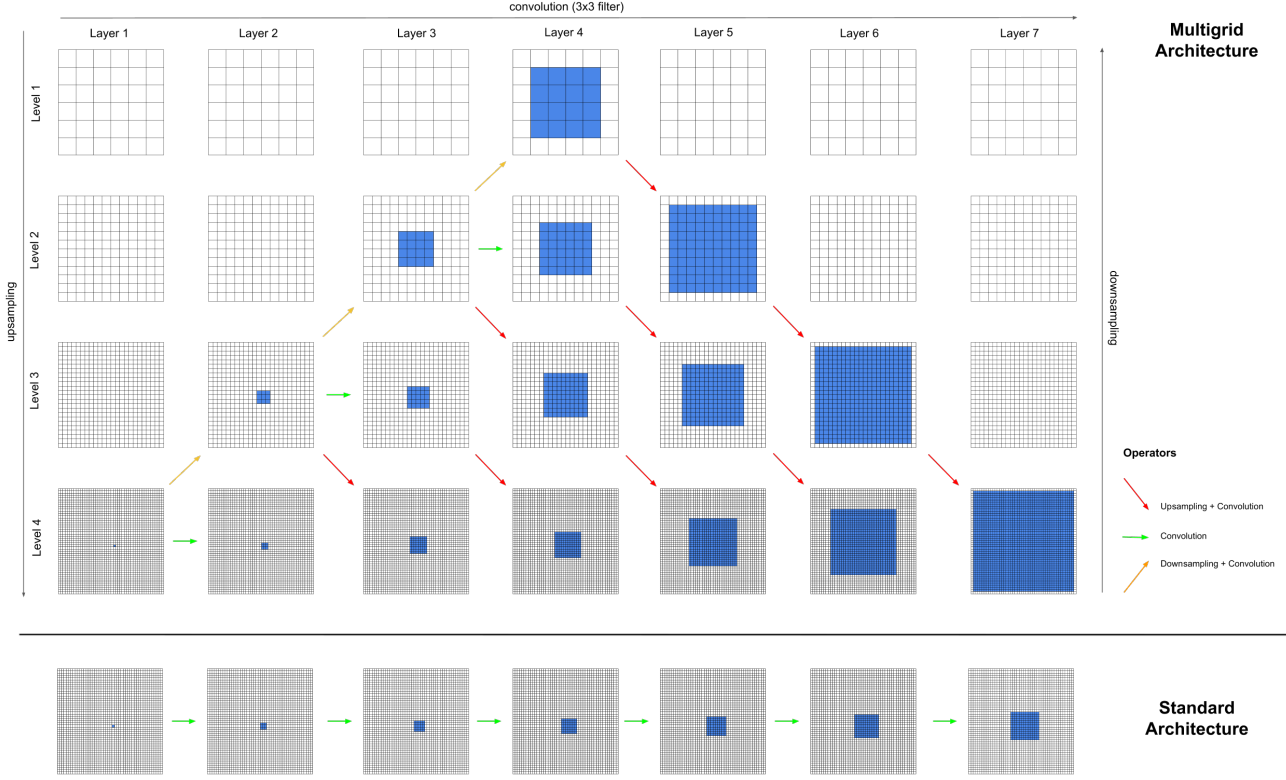 convolution (3x3 filter)
Layer 1
Layer 2
Layer 3
Layer 4
Layer 5
Layer 6
Layer 7
Multigrid
Architecture
Level 1
Level 2
Level 3
Level 4
upsampling
downsampling
Operators
Upsampling + Convolution
Convolution
Downsampling + Convolution
Standard
Architecture